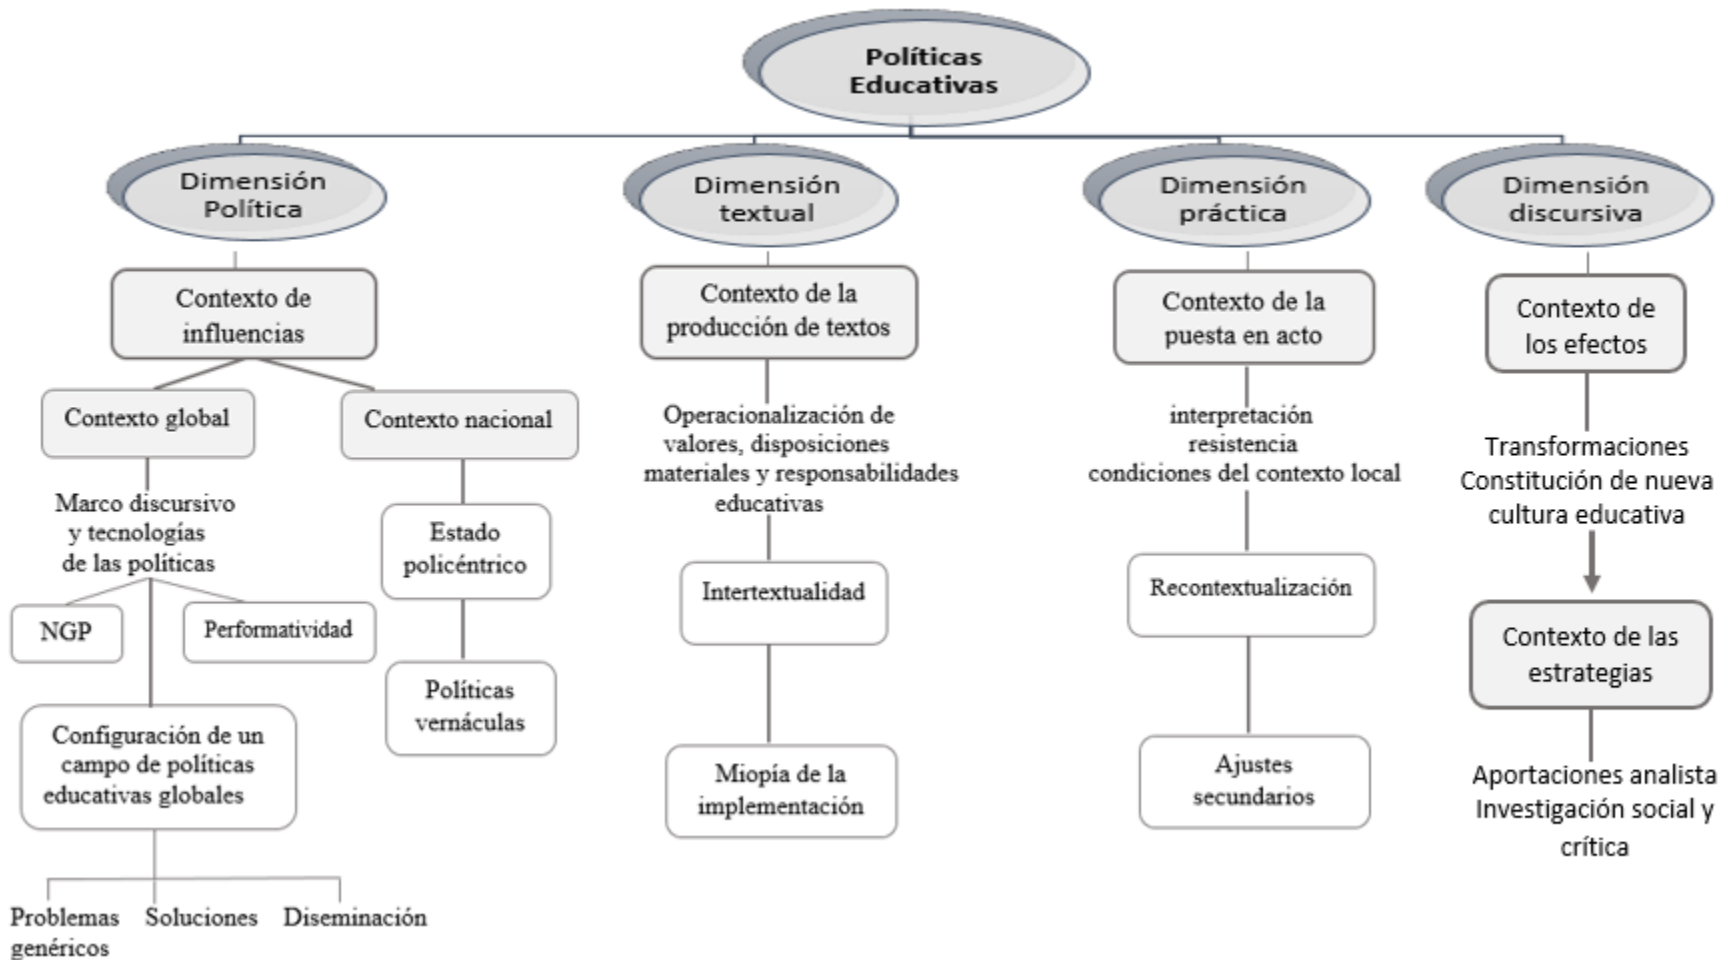 Políticas
Educativas
Dimensión
Política
Contexto de
influencias
Contexto global
Marco discursivo
y tecnologías
de las políticas
NGP
Performatividad
Configuración de un
campo de políticas
educativas globales
Problemas
genéricos
Soluciones
Diseminación
Contexto nacional
Estado
policéntrico
Políticas
vernáculas
Dimensión
textual
Contexto de la
producción de textos
Operacionalización de
valores, disposiciones
materiales y responsabilidades
educativas
Intertextualidad
Miopía de la
implementación
Dimensión
práctica
Contexto de la
puesta en acto
interpretación
resistencia
condiciones del contexto local
Recontextualización
Ajustes
secundarios
Dimensión
discursiva
Contexto de
los efectos
Transformaciones
Constitución de nueva
cultura educativa
Contexto de las
estrategias
Aportaciones analista
Investigación social y
crítica